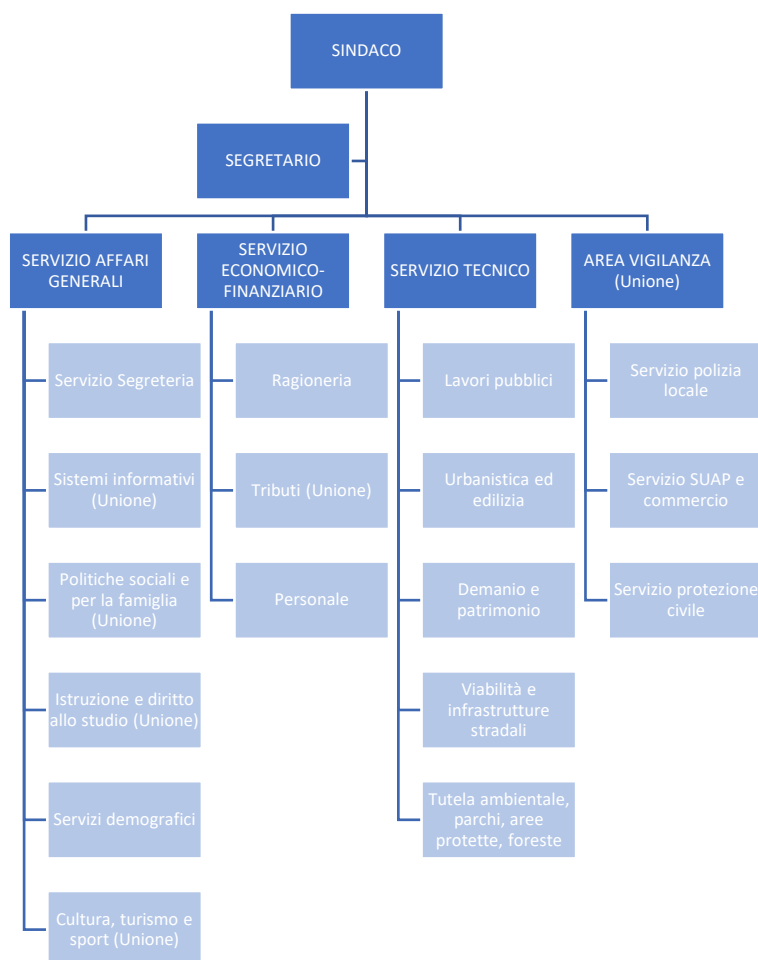 SINDACO
SEGRETARIO
SERVIZIO AFFARI
GENERALI
Servizio Segreteria
Sistemi informativi
(Unione)
Politiche sociali e
per la famiglia
(Unione)
Istruzione e diritto
allo studio (Unione)
Servizi demografici
Cultura, turismo e
sport (Unione)
SERVIZIO
ECONOMICO-
FINANZIARIO
Ragioneria
Tributi (Unione)
Personale
SERVIZIO TECNICO
Lavori pubblici
Urbanistica ed
edilizia
Demanio e
patrimonio
Viabilità e
infrastrutture
stradali
Tutela ambientale,
parchi, aree
protette, foreste
AREA VIGILANZA
(Unione)
Servizio polizia
locale
Servizio SUAP e
commercio
Servizio protezione
civile